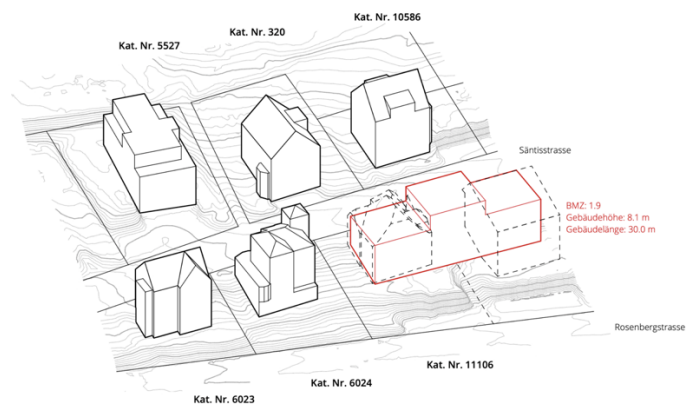 Kat. Nr. 10586
Kat. Nr. 320
Kat. Nr. 5527
Säntisstrasse
BMZ: 1.9
Gebäudehöhe: 8.1 m
Gebäudelänge: 30.0 m
Rosenbergstrasse
Kat. Nr. 11106
Kat. Nr. 6024
Kat. Nr. 6023